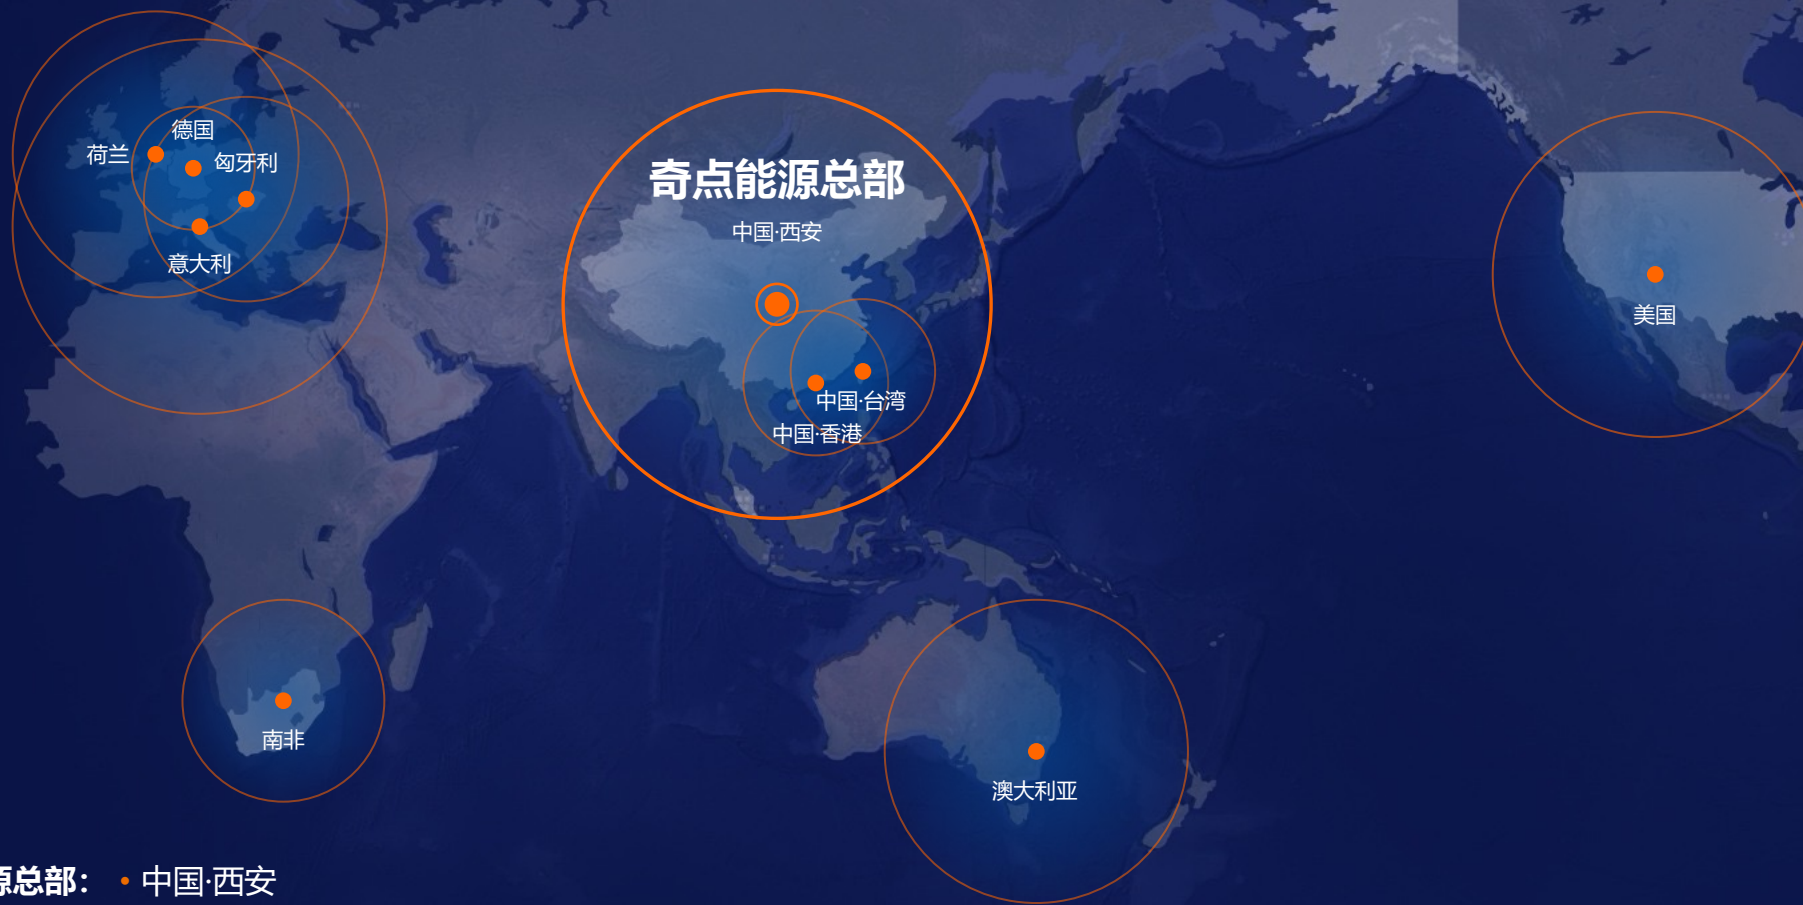 德国
荷兰
匈牙利
意大利
奇点能源总部
中国·西安
中国·台湾
中国·香港
美国
南非
澳大利亚
源总部： • 中国·西安